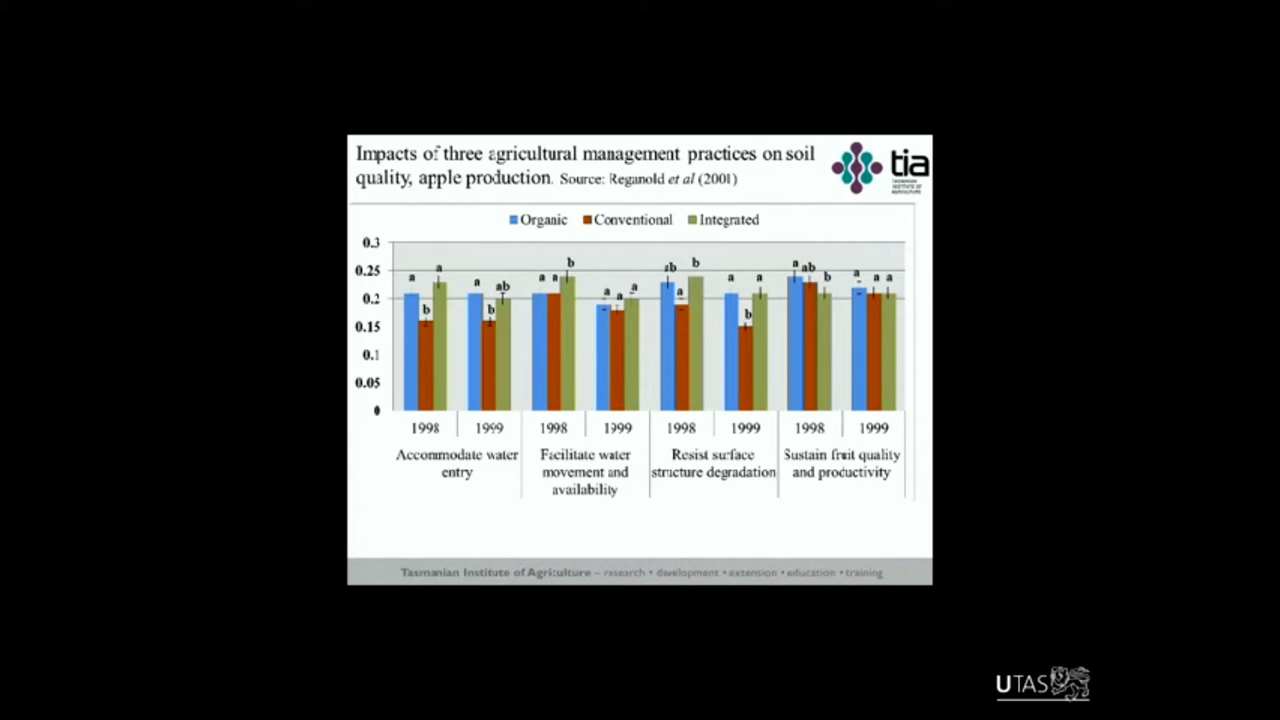 Impacts of three agricultural management practices on soil
quality, apple production. Source: Reganold et al (2001)
tia
TASMANIAN
INSTITUTE OF
AGRICULTURE
Organic Conventional Integrated
0.3
0.25
0.2
0.15
0.1
0.05
0
a b a
a b ab
a a b
a a a
ab a b
a b a
a ab b
a a a
1998 1999 1998 1999 1998 1999 1998 1999
Accommodate water
entry
Facilitate water
movement and
availability
Resist surface
structure degradation
Sustain fruit quality
and productivity
Tasmanian Institute of Agriculture – research • development • extension • education • training
UTAS